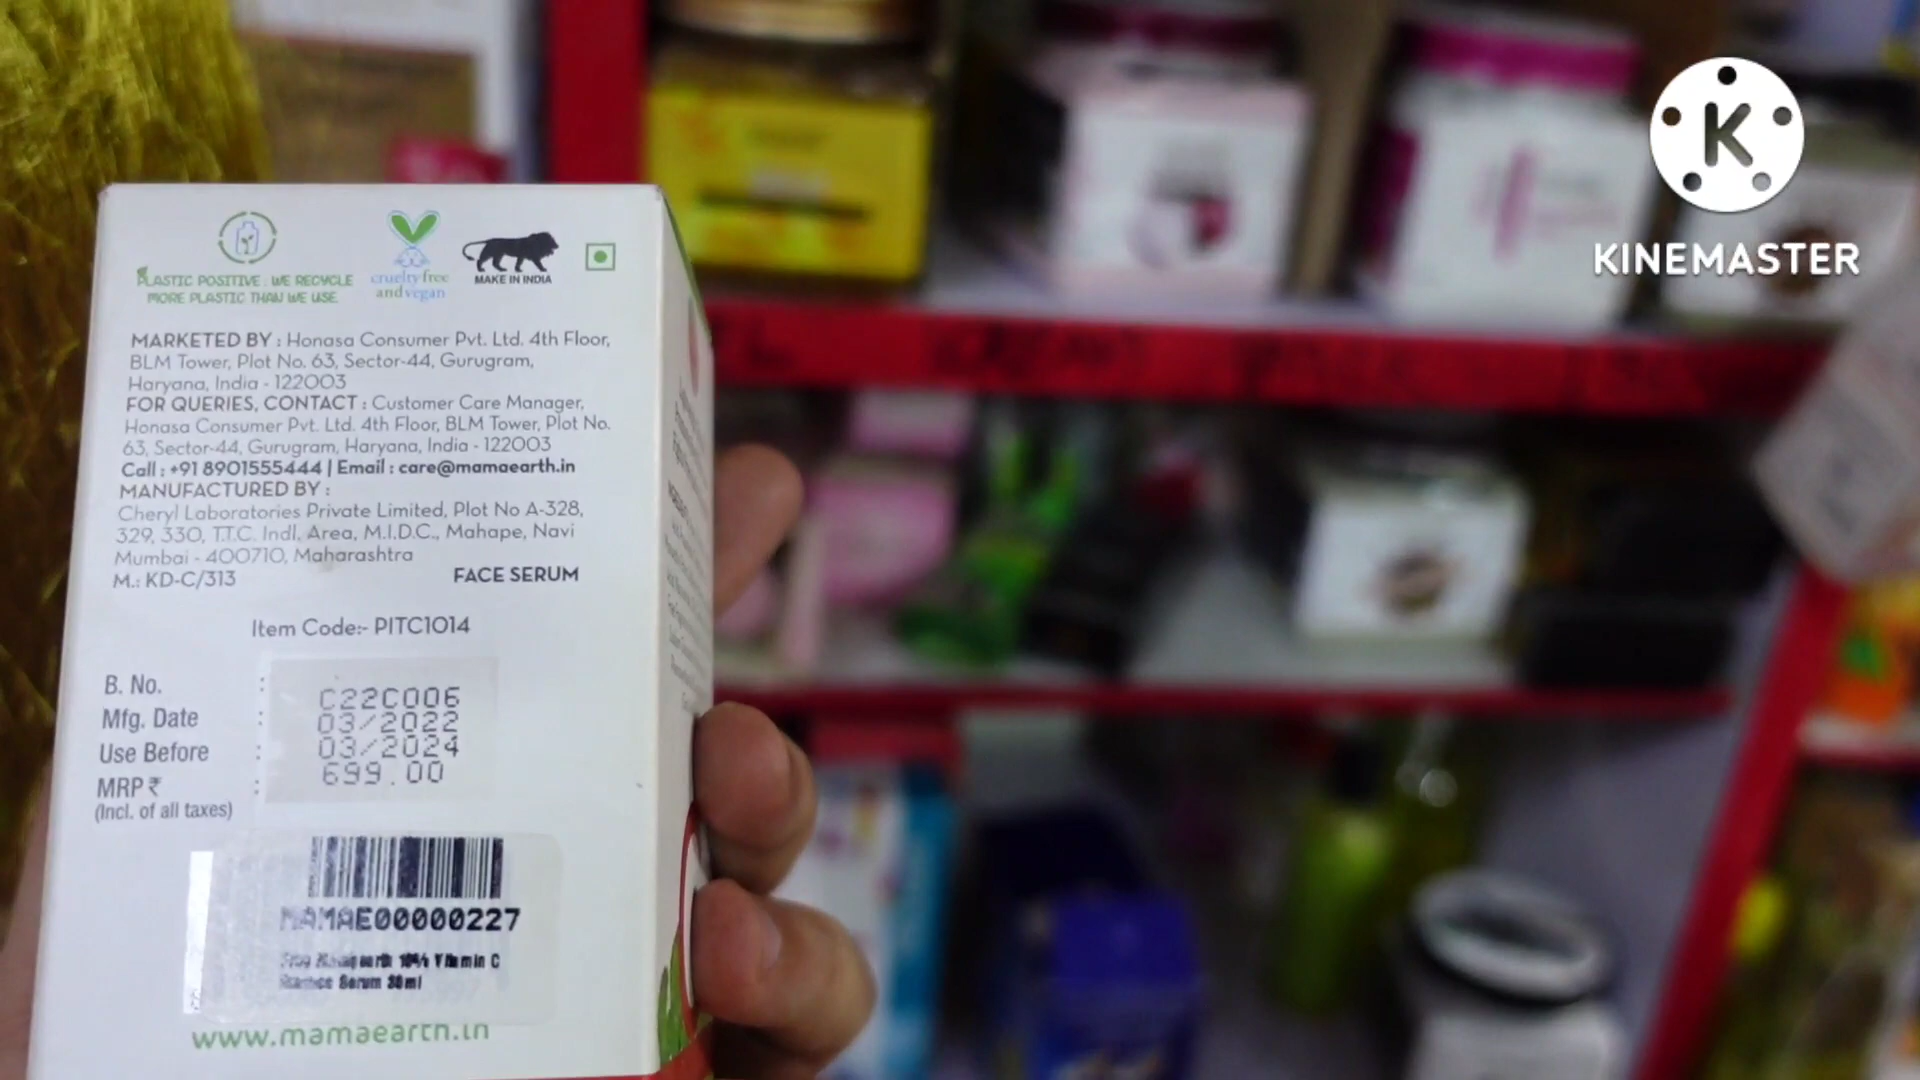 PLASTIC POSITIVE : WE RECYCLE
MORE PLASTIC THAN WE USE
cruelty free
and vegan
MAKE IN INDIA
MARKETED BY : Honasa Consumer Pvt. Ltd. 4th Floor,
BLM Tower, Plot No. 63, Sector-44, Gurugram,
Haryana, India - 122003
FOR QUERIES, CONTACT : Customer Care Manager,
Honasa Consumer Pvt. Ltd. 4th Floor, BLM Tower, Plot No.
63, Sector-44, Gurugram, Haryana, India - 122003
Call : +91 8901555444 | Email : care@mamaearth.in
MANUFACTURED BY :
Cheryl Laboratories Private Limited, Plot No A-328,
329, 330, T.T.C. Indl. Area, M.I.D.C., Mahape, Navi
Mumbai - 400710, Maharashtra
M.: KD-C/313 FACE SERUM
Item Code:- PITC1014
B. No. : C22C006
Mfg. Date : 03/2022
Use Before : 03/2024
MRP ₹ : 699.00
(Incl. of all taxes)
MAMAE00000227
10% Vitamin C
Serum 30ml
www.mamaearth.in
K
KINEMASTER